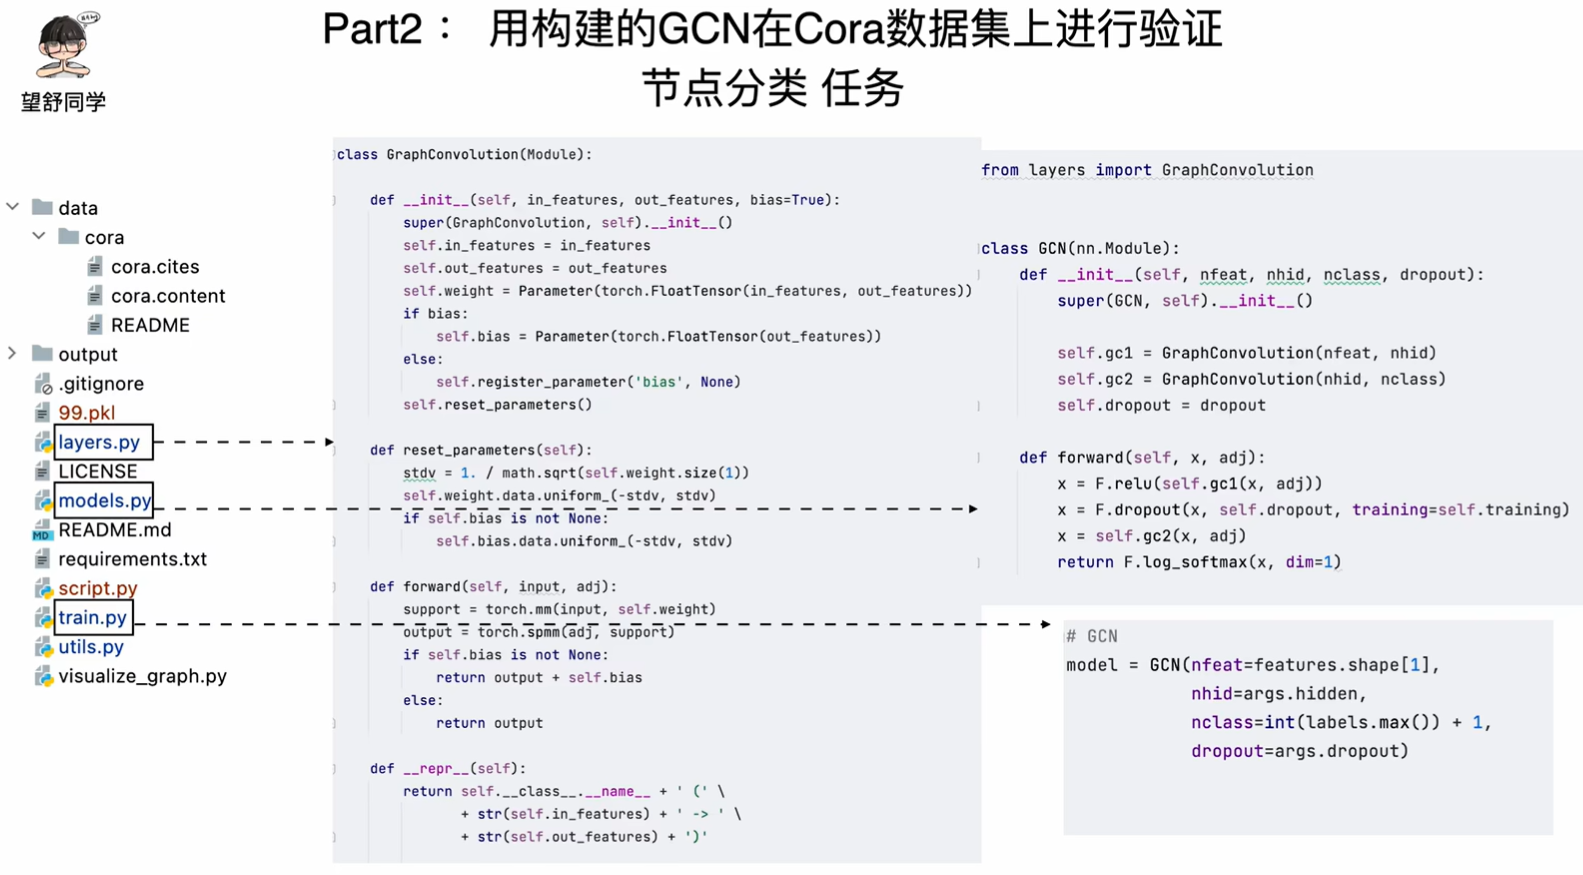 Part2： 用构建的GCN在Cora数据集上进行验证
节点分类 任务
望舒同学
data
cora
cora.cites
cora.content
README
output
.gitignore
99.pkl
layers.py
LICENSE
models.py
README.md
requirements.txt
script.py
train.py
utils.py
visualize_graph.py
class GraphConvolution(Module):
def __init__(self, in_features, out_features, bias=True):
super(GraphConvolution, self).__init__()
self.in_features = in_features
self.out_features = out_features
self.weight = Parameter(torch.FloatTensor(in_features, out_features))
if bias:
self.bias = Parameter(torch.FloatTensor(out_features))
else:
self.register_parameter('bias', None)
self.reset_parameters()
def reset_parameters(self):
stdv = 1. / math.sqrt(self.weight.size(1))
self.weight.data.uniform_(-stdv, stdv)
if self.bias is not None:
self.bias.data.uniform_(-stdv, stdv)
def forward(self, input, adj):
support = torch.mm(input, self.weight)
output = torch.spmm(adj, support)
if self.bias is not None:
return output + self.bias
else:
return output
def __repr__(self):
return self.__class__.__name__ + ' (' \
+ str(self.in_features) + ' -> ' \
+ str(self.out_features) + ')'
from layers import GraphConvolution
class GCN(nn.Module):
def __init__(self, nfeat, nhid, nclass, dropout):
super(GCN, self).__init__()
self.gc1 = GraphConvolution(nfeat, nhid)
self.gc2 = GraphConvolution(nhid, nclass)
self.dropout = dropout
def forward(self, x, adj):
x = F.relu(self.gc1(x, adj))
x = F.dropout(x, self.dropout, training=self.training)
x = self.gc2(x, adj)
return F.log_softmax(x, dim=1)
# GCN
model = GCN(nfeat=features.shape[1],
nhid=args.hidden,
nclass=int(labels.max()) + 1,
dropout=args.dropout)